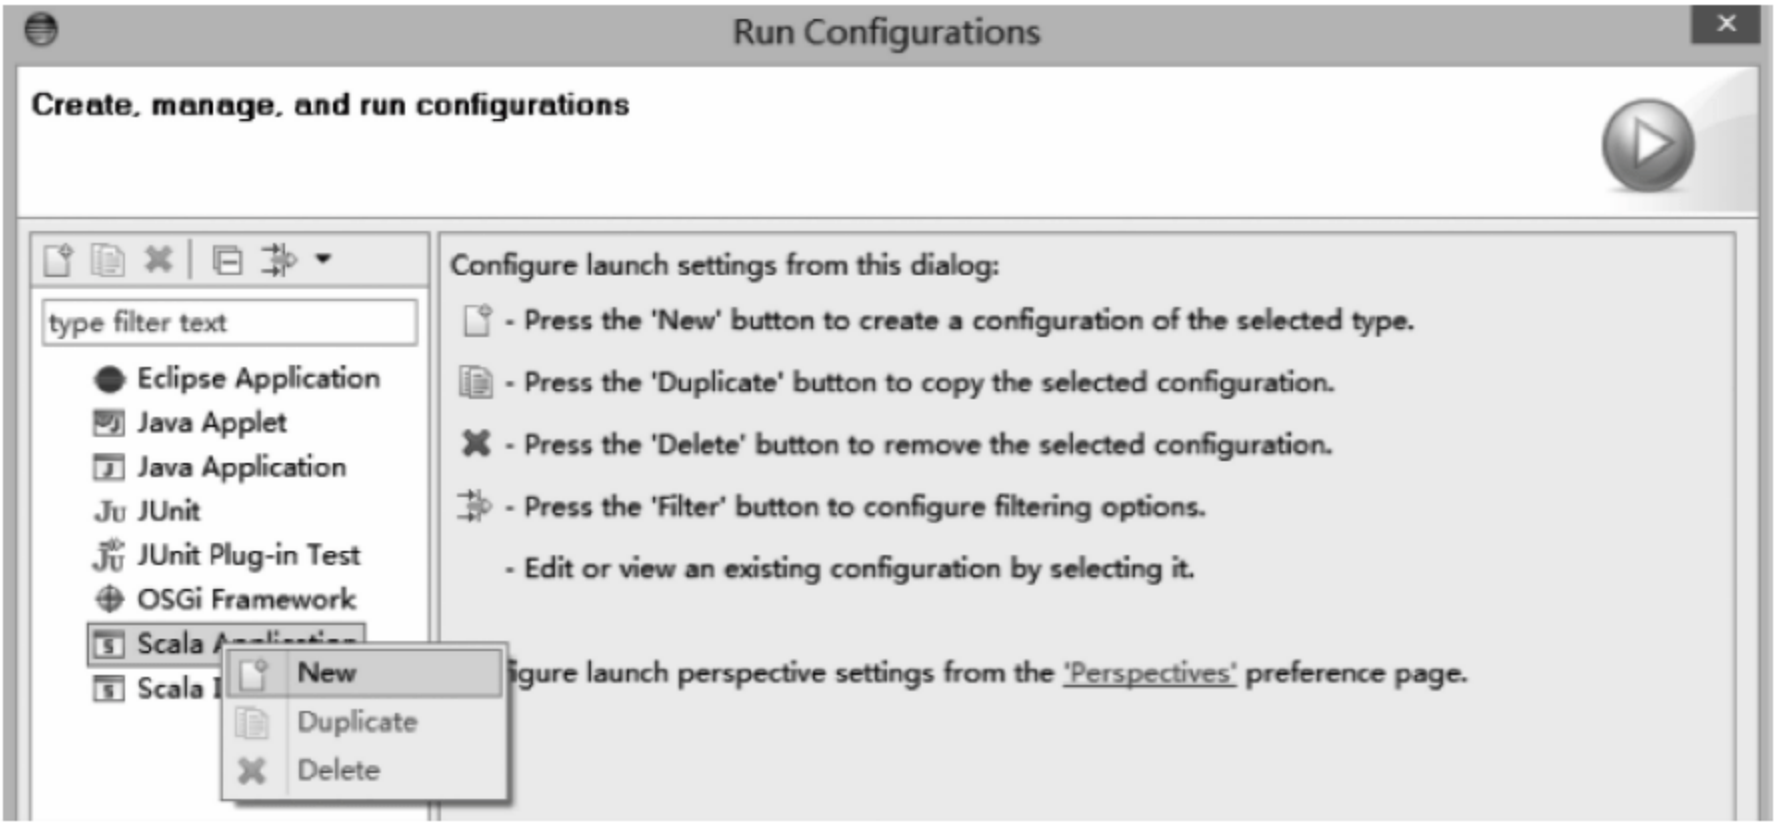 Run Configurations
Create, manage, and run configurations
type filter text
Eclipse Application
Java Applet
Java Application
JUnit
JUnit Plug-in Test
OSGi Framework
Scala Application
Scala
New
Duplicate
Delete
Configure launch settings from this dialog:
- Press the 'New' button to create a configuration of the selected type.
- Press the 'Duplicate' button to copy the selected configuration.
- Press the 'Delete' button to remove the selected configuration.
- Press the 'Filter' button to configure filtering options.
- Edit or view an existing configuration by selecting it.
igure launch perspective settings from the 'Perspectives' preference page.